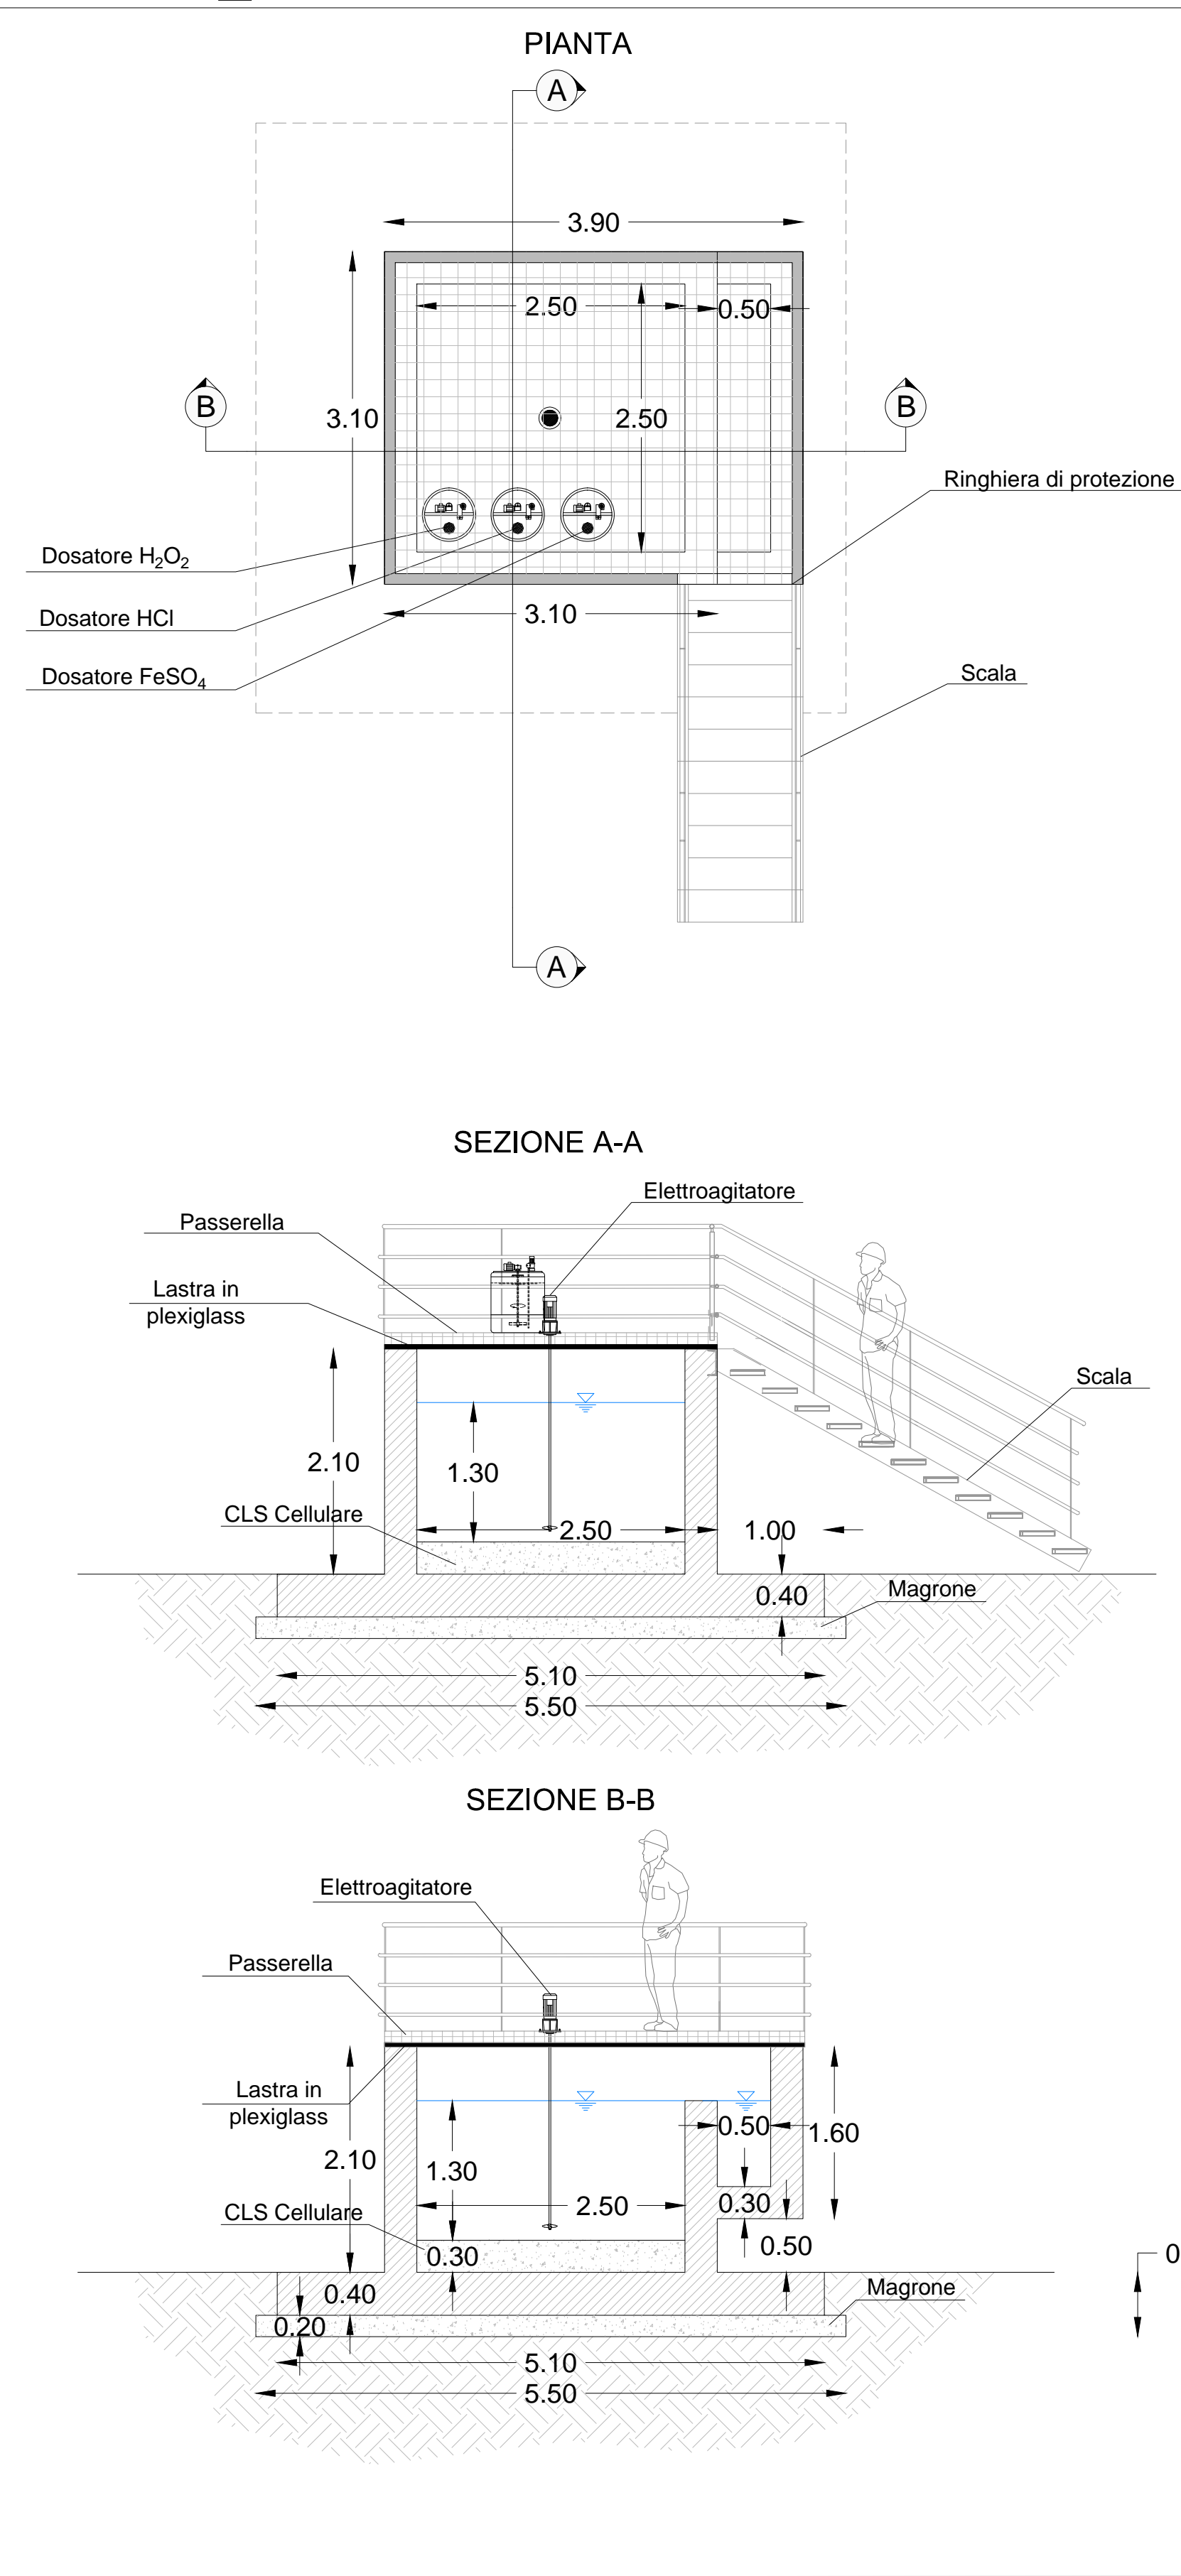 PIANTA
A
3.90
2.50
0.50
B
B
3.10
2.50
Ringhiera di protezione
Dosatore H₂O₂
Dosatore HCl
3.10
Dosatore FeSO₄
Scala
A
SEZIONE A-A
Elettroagitatore
Passerella
Lastra in
plexiglass
Scala
2.10
1.30
CLS Cellulare
2.50
1.00
0.40
Magrone
5.10
5.50
SEZIONE B-B
Elettroagitatore
Passerella
Lastra in
plexiglass
0.50
1.60
2.10
1.30
0.30
2.50
CLS Cellulare
0.50
0.30
0
0.40
Magrone
0.20
5.10
5.50